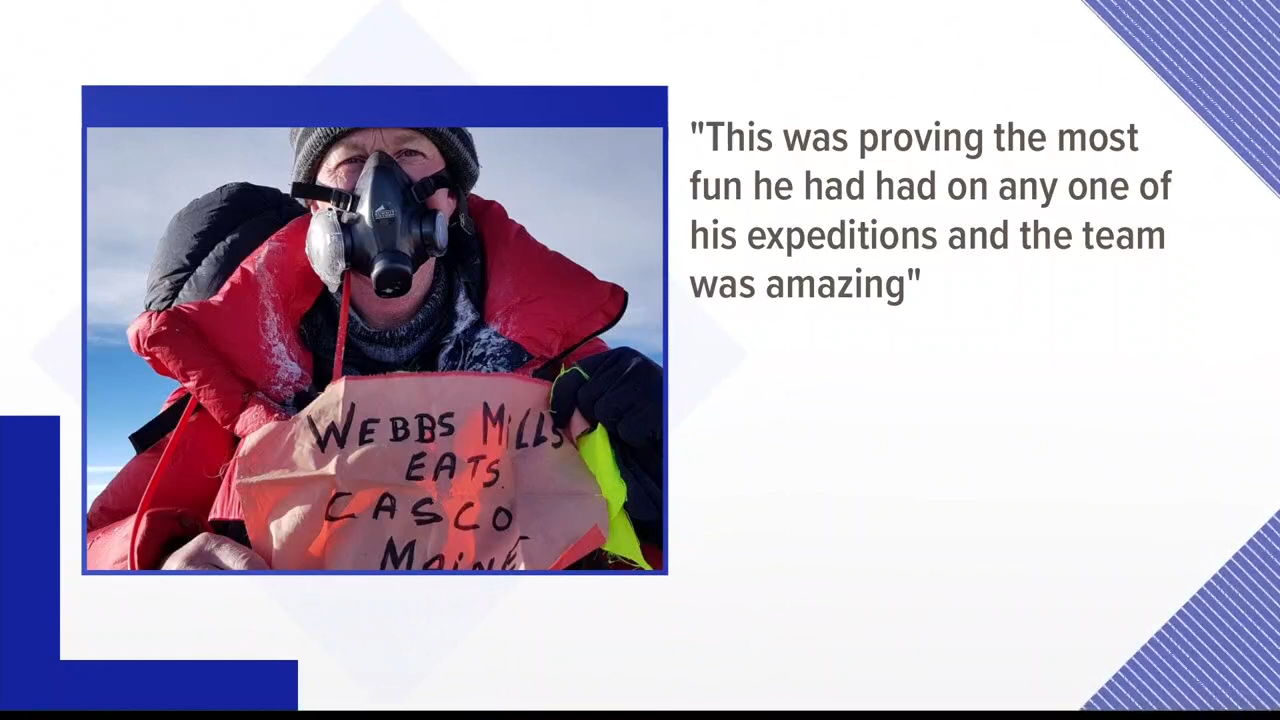 "This was proving the most
fun he had had on any one of
his expeditions and the team
was amazing"
WEBBS MiLLS
EATS.
CASCO
MAiNE